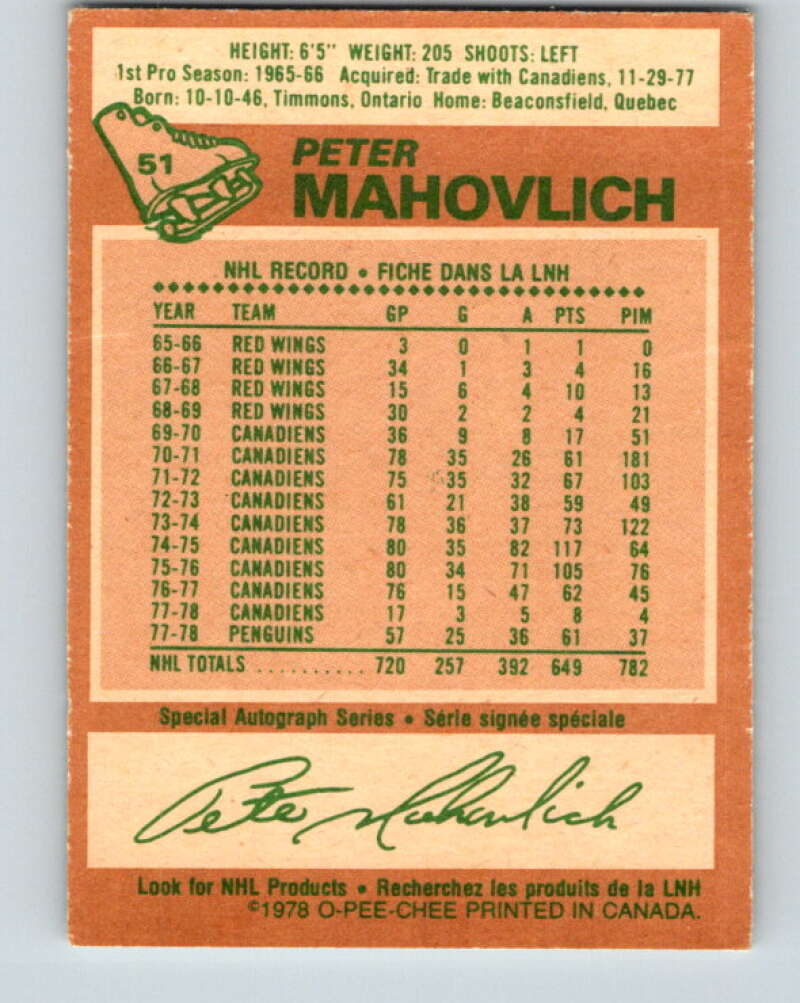 HEIGHT: 6'5" WEIGHT: 205 SHOOTS: LEFT
1st Pro Season: 1965-66 Acquired: Trade with Canadiens, 11-29-77
Born: 10-10-46, Timmons, Ontario Home: Beaconsfield, Quebec
51
PETER
MAHOVLICH
NHL RECORD • FICHE DANS LA LNH
YEAR TEAM GP G A PTS PIM
65-66 RED WINGS 3 0 1 1 0
66-67 RED WINGS 34 1 3 4 16
67-68 RED WINGS 15 6 4 10 13
68-69 RED WINGS 30 2 2 4 21
69-70 CANADIENS 36 9 8 17 51
70-71 CANADIENS 78 35 26 61 181
71-72 CANADIENS 75 35 32 67 103
72-73 CANADIENS 61 21 38 59 49
73-74 CANADIENS 78 36 37 73 122
74-75 CANADIENS 80 35 82 117 64
75-76 CANADIENS 80 34 71 105 76
76-77 CANADIENS 76 15 47 62 45
77-78 CANADIENS 17 3 5 8 4
77-78 PENGUINS 57 25 36 61 37
NHL TOTALS .......... 720 257 392 649 782
Special Autograph Series • Série signée spéciale
Pete Mahovlich
Look for NHL Products • Recherchez les produits de la LNH
©1978 O-PEE-CHEE PRINTED IN CANADA.